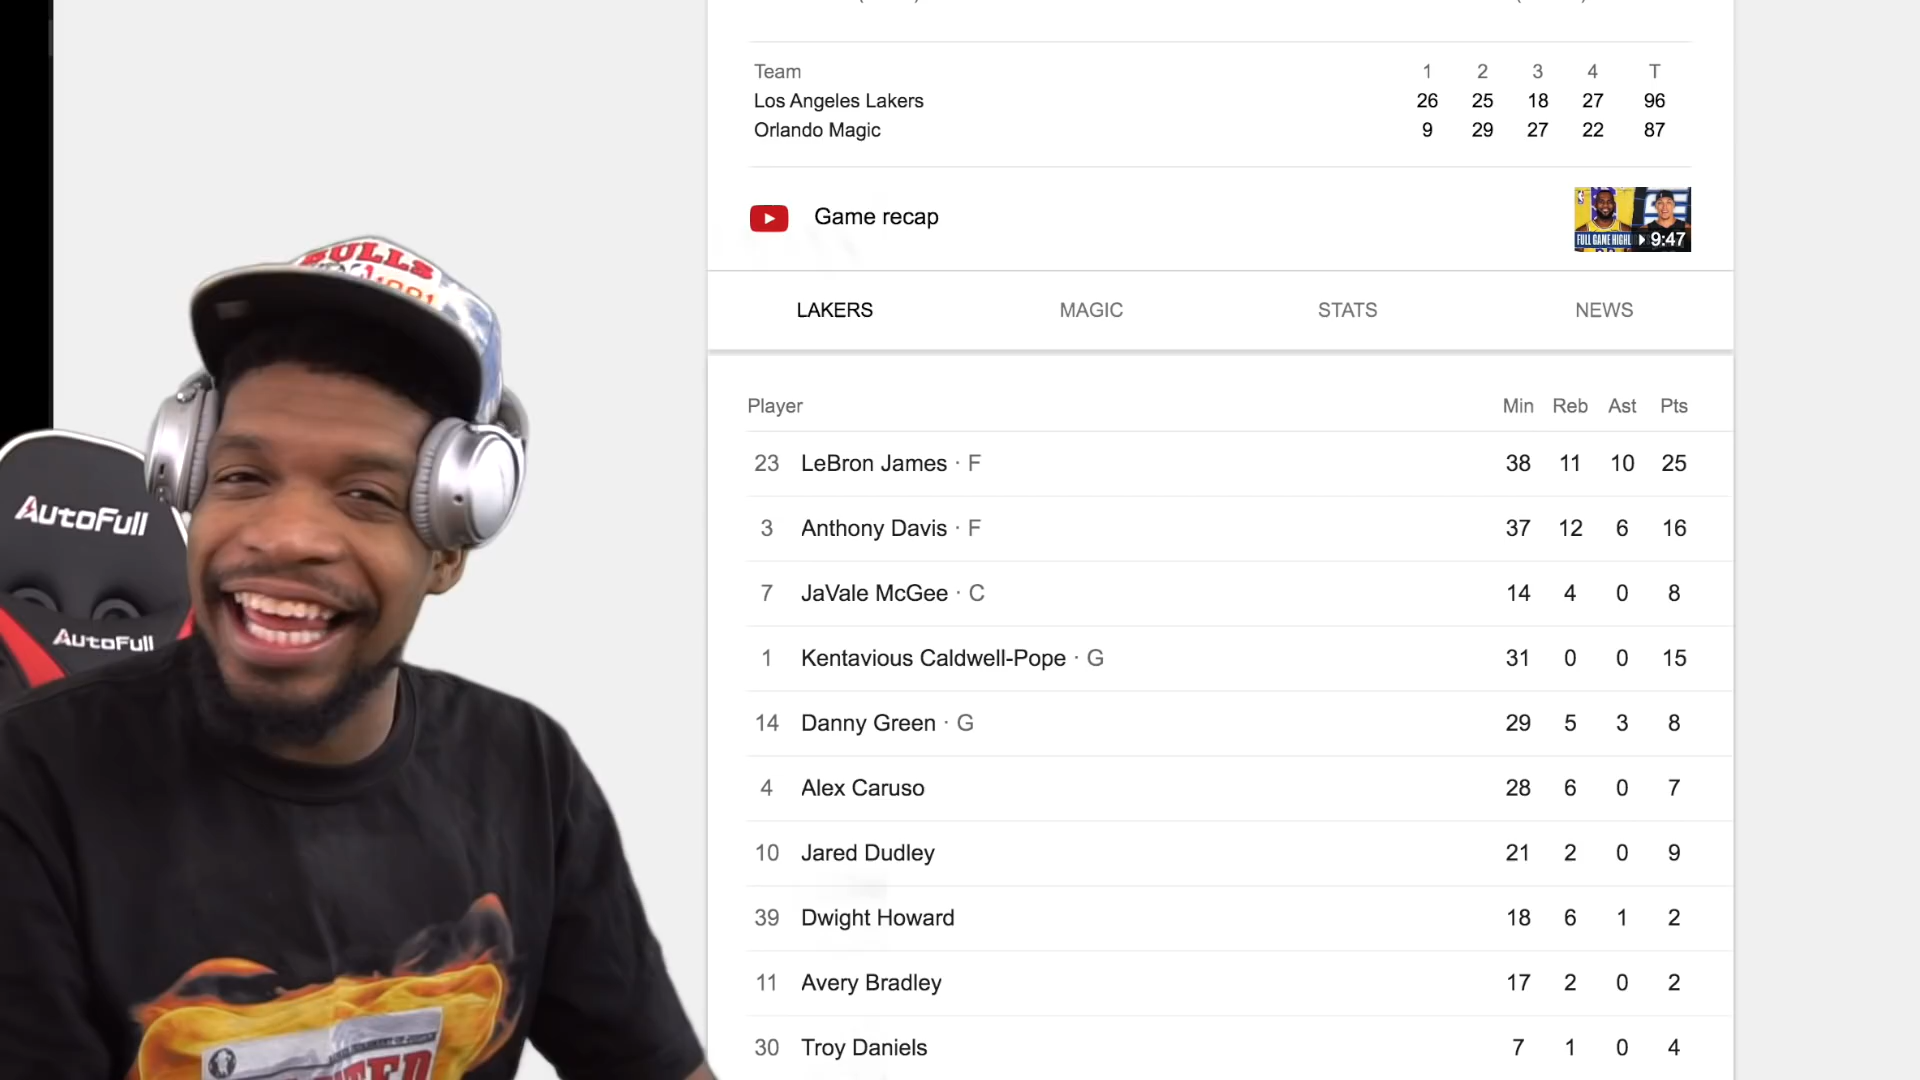 Team 1 2 3 4 T
Los Angeles Lakers 26 25 18 27 96
Orlando Magic 9 29 27 22 87
Game recap
FULL GAME HIGHL 9:47
LAKERS MAGIC STATS NEWS
Player Min Reb Ast Pts
23 LeBron James · F 38 11 10 25
3 Anthony Davis · F 37 12 6 16
7 JaVale McGee · C 14 4 0 8
1 Kentavious Caldwell-Pope · G 31 0 0 15
14 Danny Green · G 29 5 3 8
4 Alex Caruso 28 6 0 7
10 Jared Dudley 21 2 0 9
39 Dwight Howard 18 6 1 2
11 Avery Bradley 17 2 0 2
30 Troy Daniels 7 1 0 4
BULLS
1991
AutoFull
AutoFull